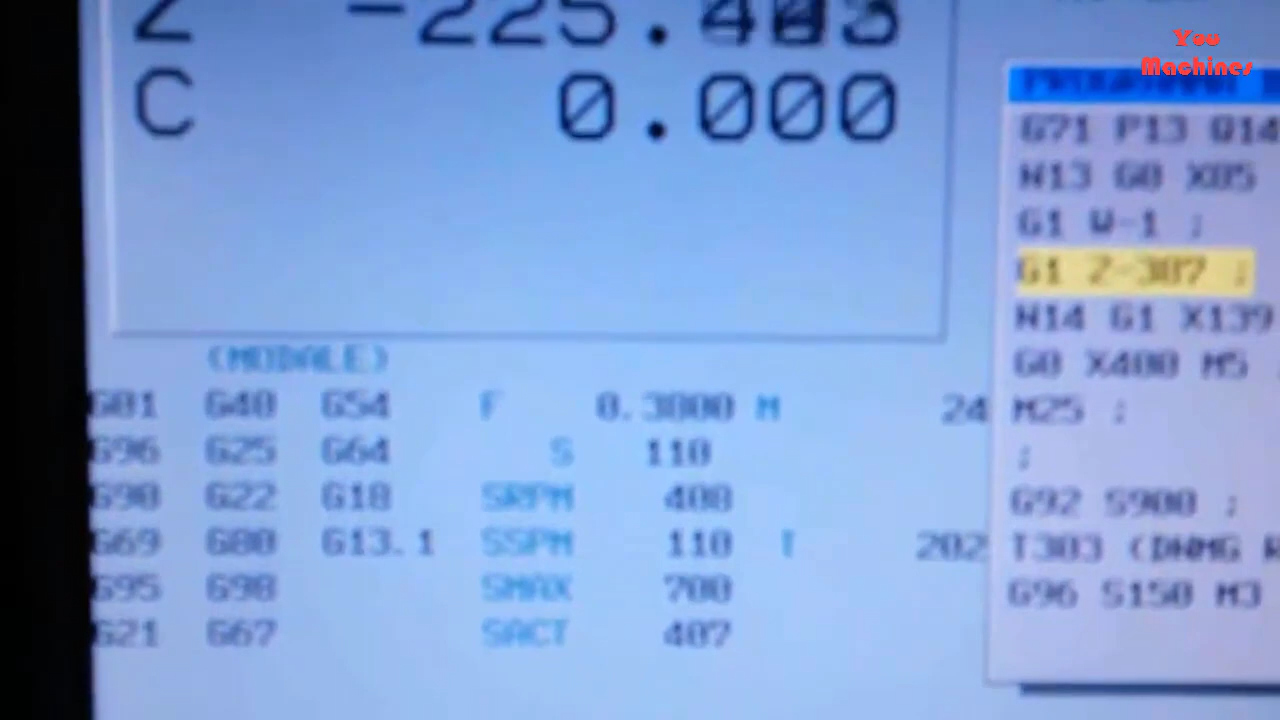 Z -225.
C 0.000
You
Machines
G71 P13 Q14
N13 G0 X85
G1 W-1 ;
G1 Z-307 ;
N14 G1 X139
G0 X400 M5 ;
M25 ;
;
G92 S900 ;
T303 (DNMG
G96 S150 M3
(MODALE)
G01 G40 G54 F 0.3000 M 24
G96 G25 G64 S 110
G90 G22 G18 SRPM 408
G69 G80 G13.1 SSPM 110 T 202
G95 G98 SMAX 700
G21 G67 SACT 407